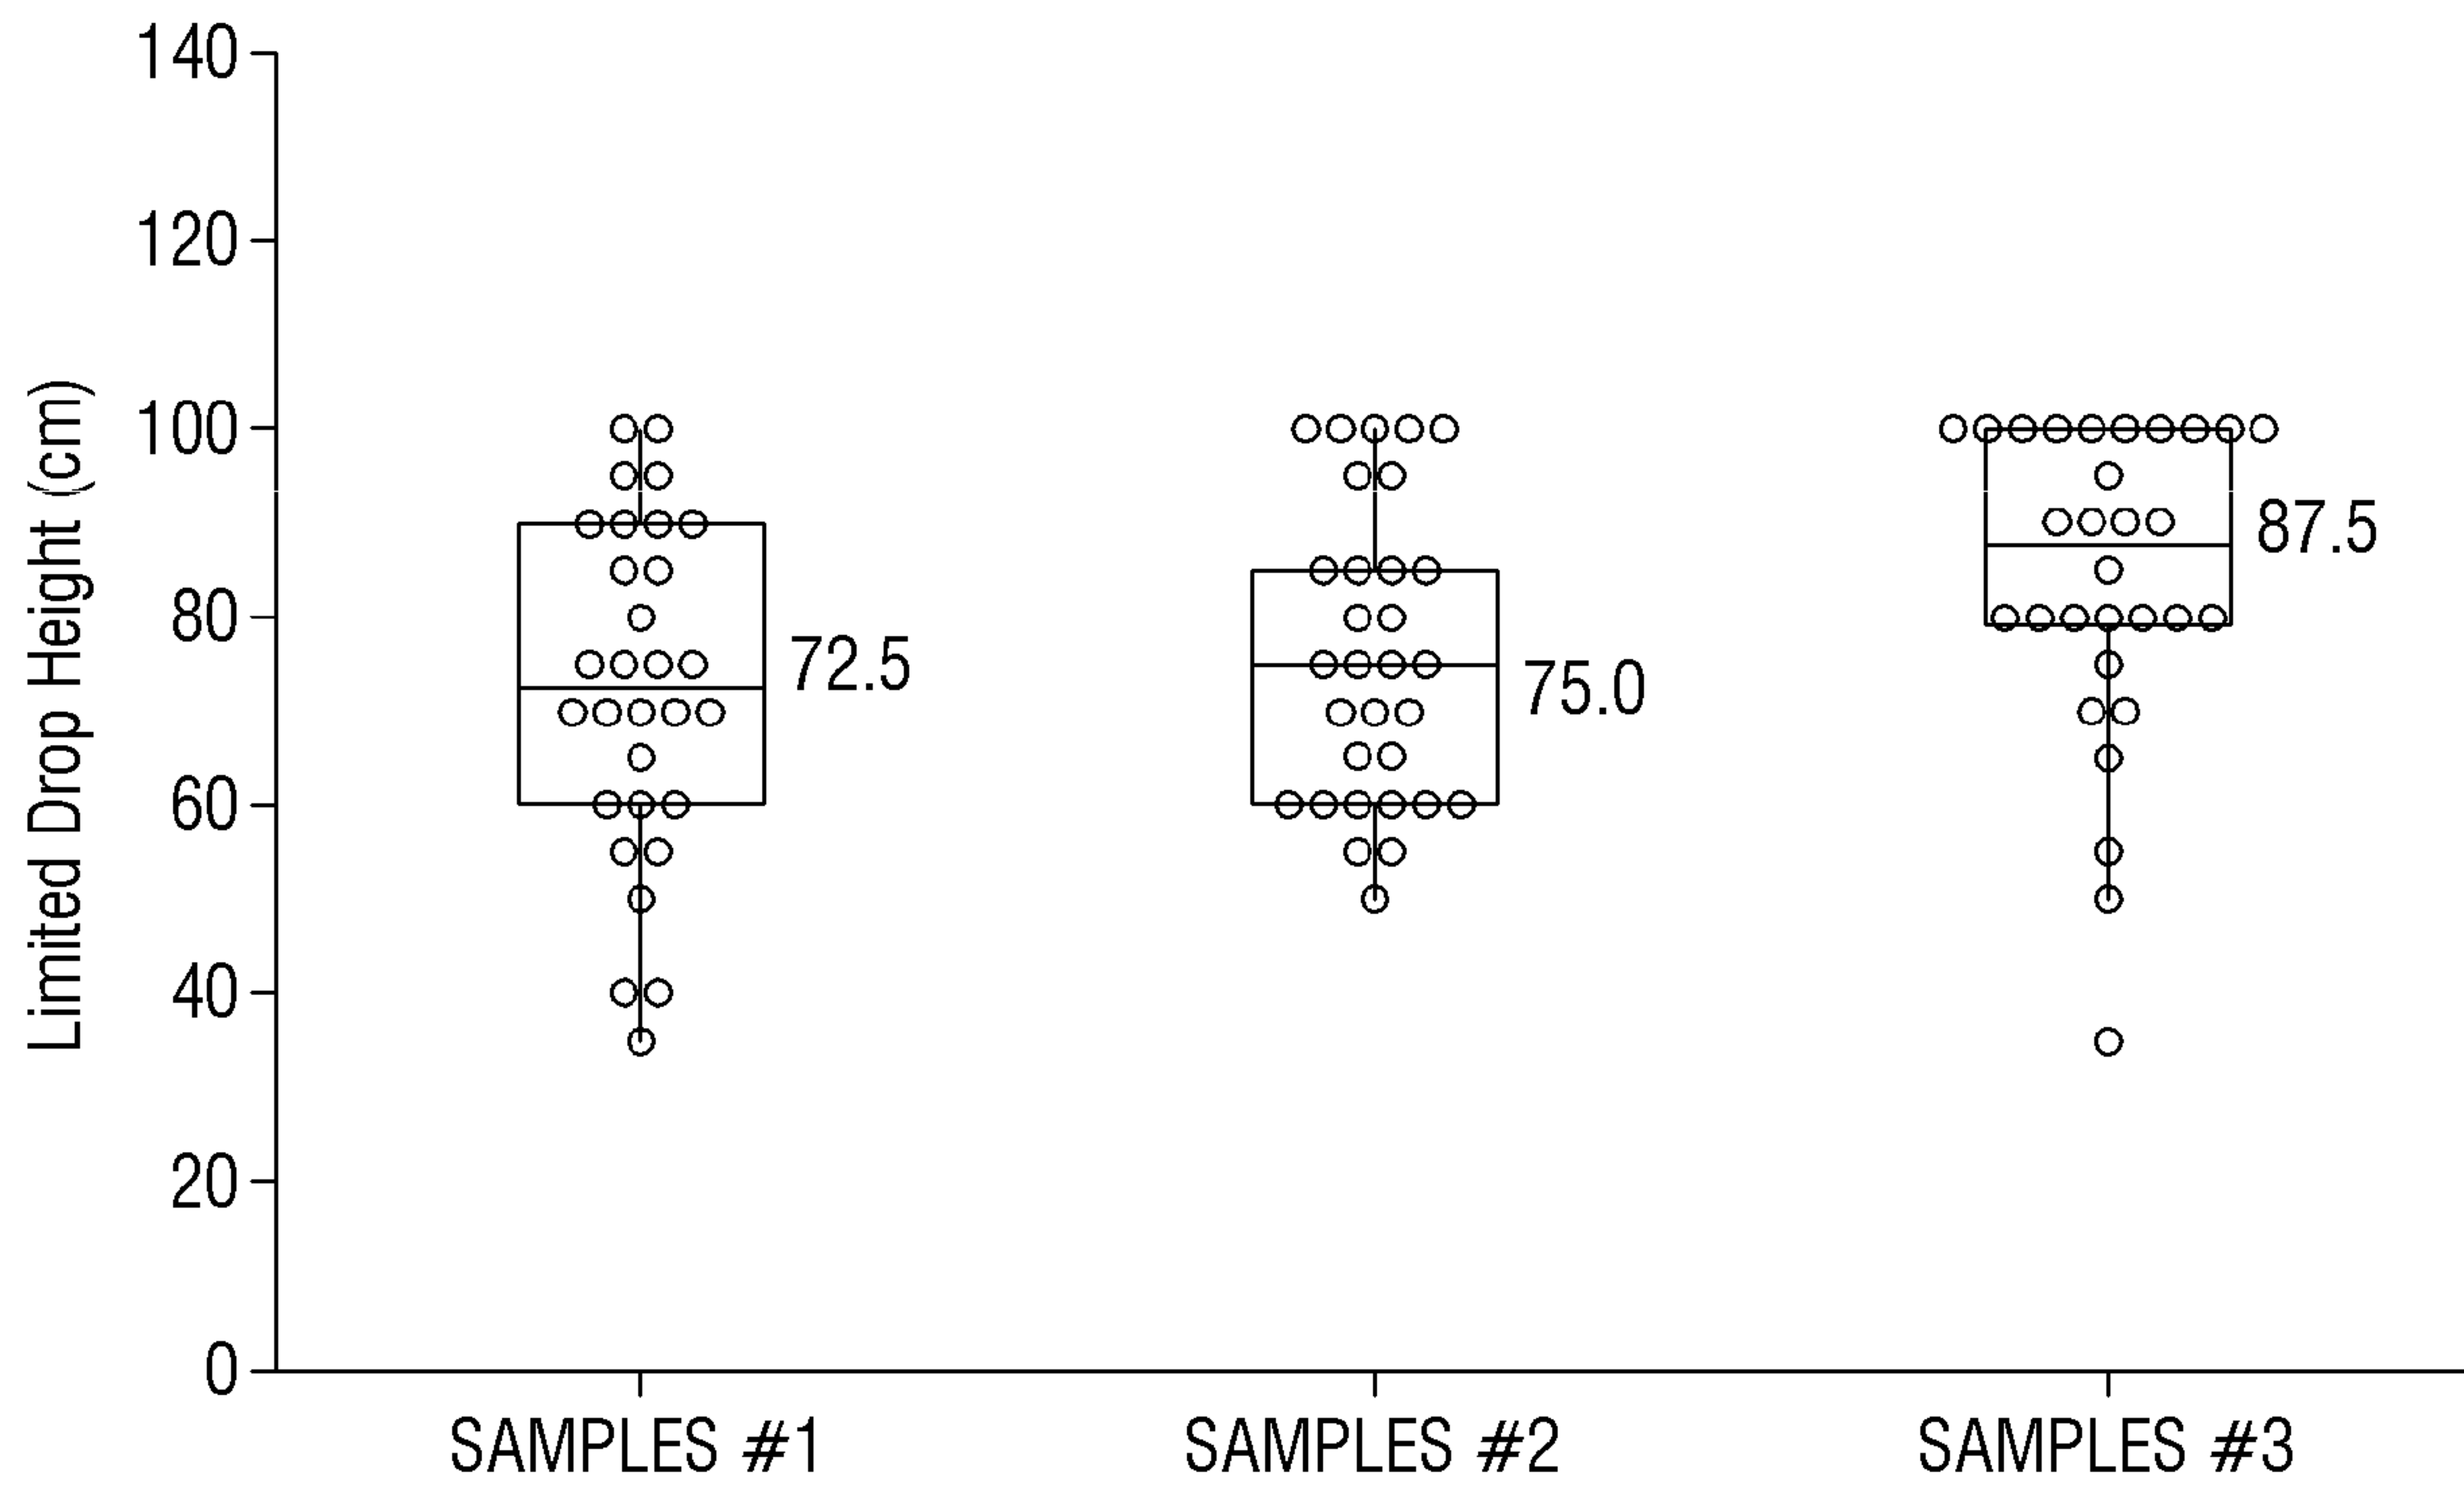 Limited Drop Height (cm)
140
120
100
80
60
40
20
0
72.5
75.0
87.5
SAMPLES #1
SAMPLES #2
SAMPLES #3